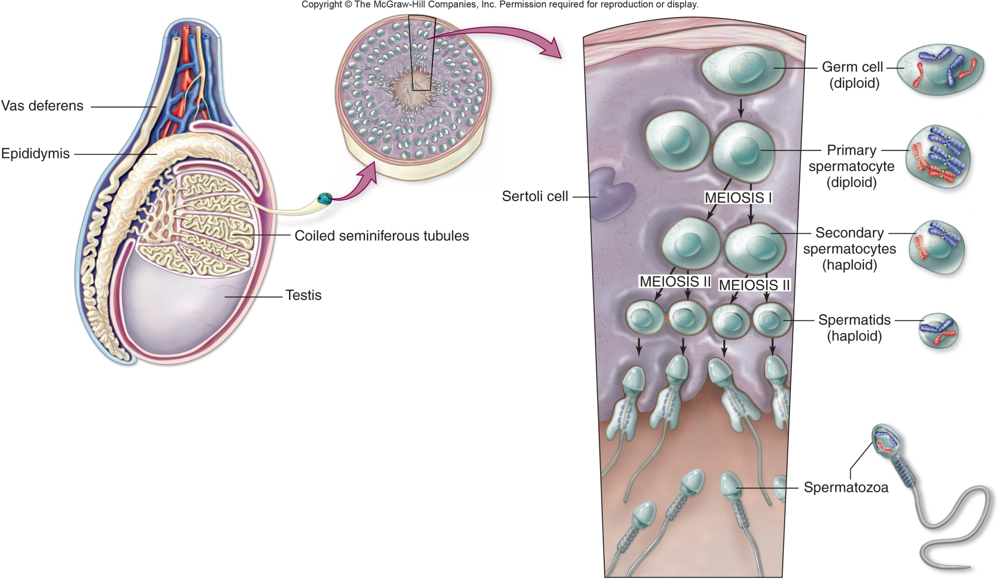 Copyright © The McGraw-Hill Companies, Inc. Permission required for reproduction or display.
Vas deferens
Epididymis
Coiled seminiferous tubules
Testis
Sertoli cell
MEIOSIS I
MEIOSIS II
MEIOSIS II
Germ cell
(diploid)
Primary
spermatocyte
(diploid)
Secondary
spermatocytes
(haploid)
Spermatids
(haploid)
Spermatozoa